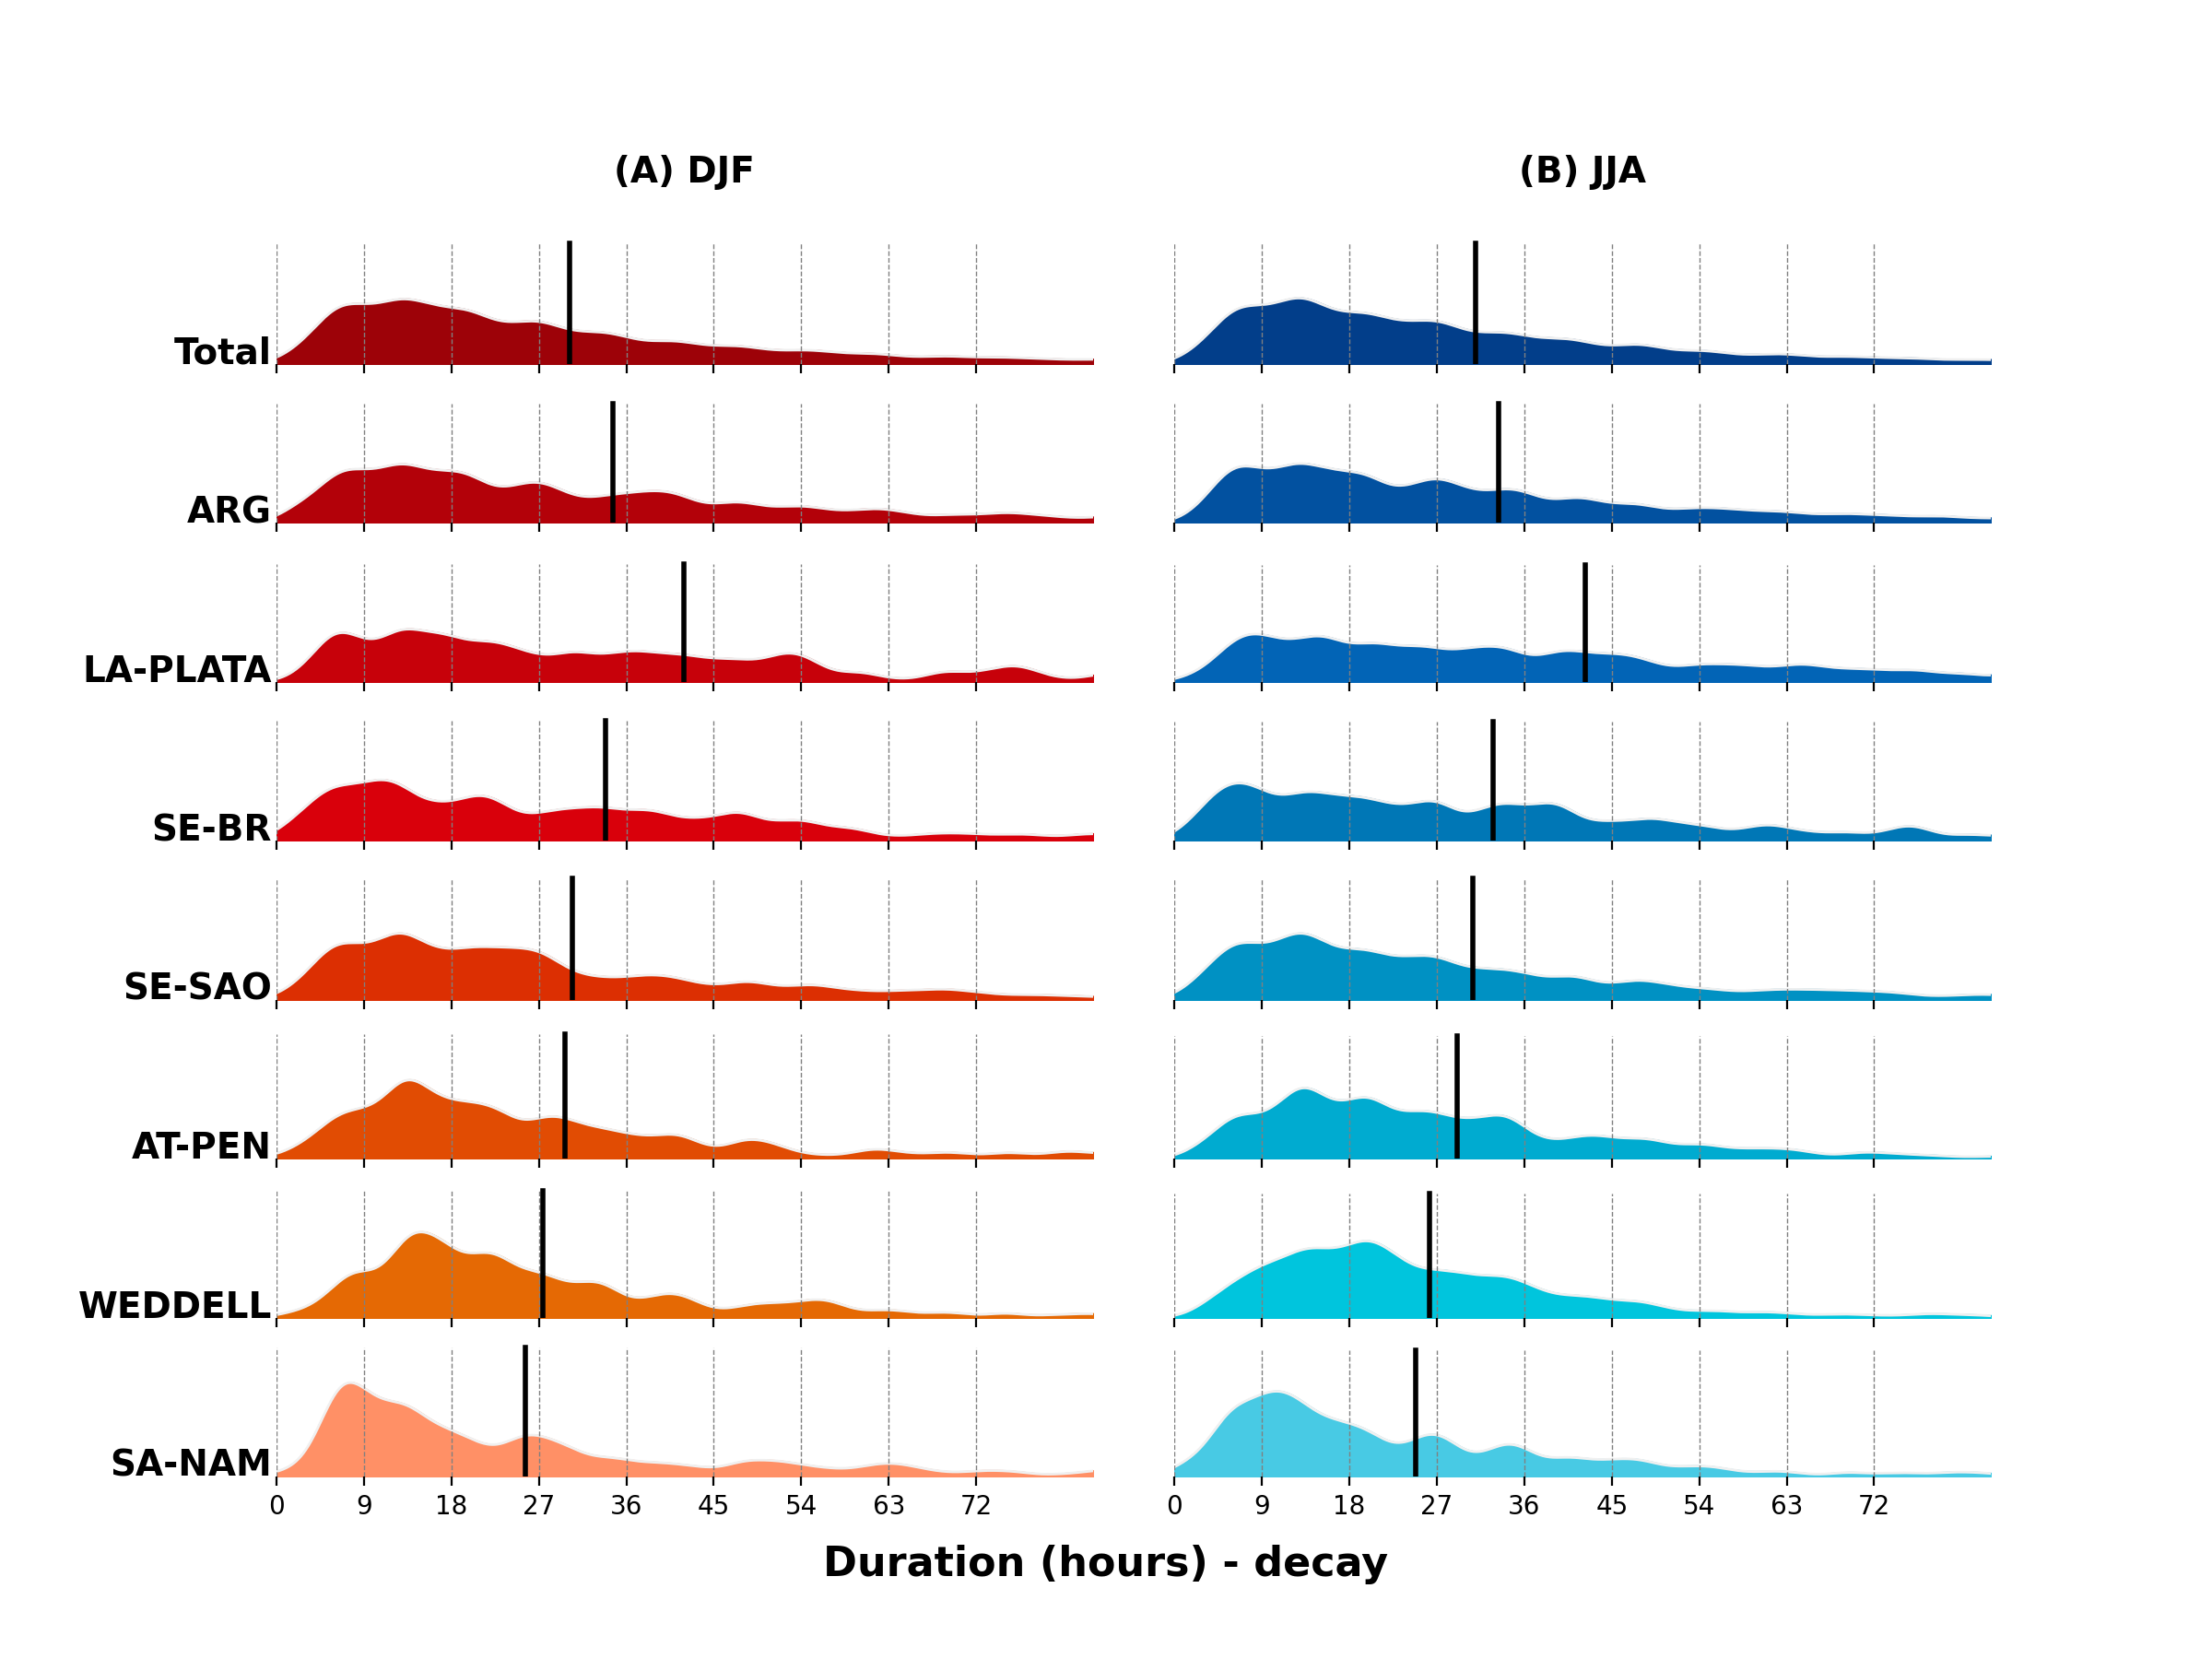 (A) DJF
(B) JJA
Total
ARG
LA-PLATA
SE-BR
SE-SAO
AT-PEN
WEDDELL
SA-NAM
0 9 18 27 36 45 54 63 72
0 9 18 27 36 45 54 63 72
Duration (hours) - decay